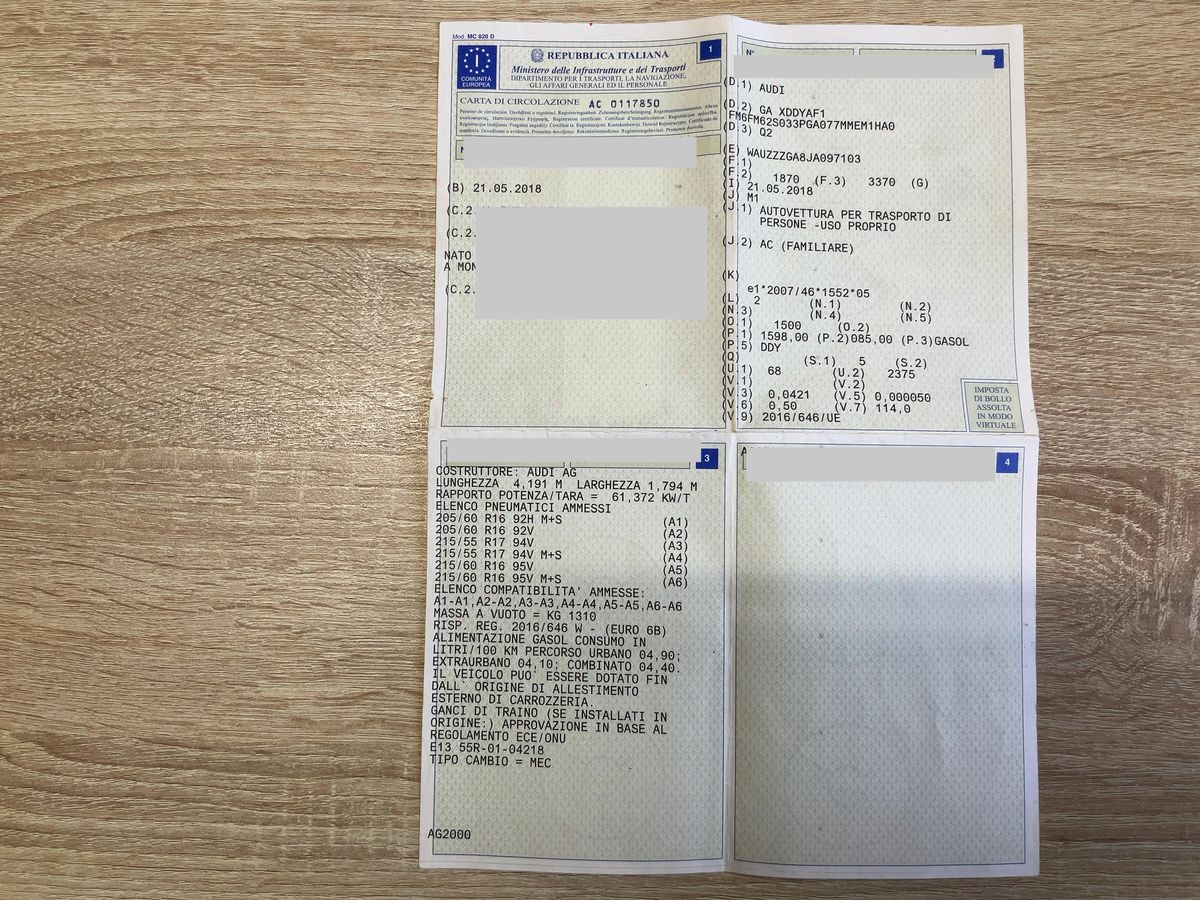 Mod. MC 820 D
I
COMUNITÀ
EUROPEA
REPUBBLICA ITALIANA
1
Ministero delle Infrastrutture e dei Trasporti
DIPARTIMENTO PER I TRASPORTI, LA NAVIGAZIONE,
GLI AFFARI GENERALI ED IL PERSONALE
CARTA DI CIRCOLAZIONE AC 0117850
(B) 21.05.2018
(C.2.
(C.2.
NATO
A MON
(C.2.
N°
(D.1) AUDI
(D.2) GA XDDYAF1
FM6FM62S033PGA077MMEM1HA0
(D.3) Q2
(E) WAUZZZGA8JA097103
(F.1)
(F.2) 1870 (F.3) 3370 (G)
(I) 21.05.2018
(J) M1
(J.1) AUTOVETTURA PER TRASPORTO DI
PERSONE -USO PROPRIO
(J.2) AC (FAMILIARE)
(K)
e1*2007/46*1552*05
(L) 2 (N.1) (N.2)
(N.3) (N.4) (N.5)
(O.1) 1500 (O.2)
(P.1) 1598,00 (P.2)085,00 (P.3)GASOL
(P.5) DDY
(Q) (S.1) 5 (S.2)
(U.1) 68 (U.2) 2375
(V.1) (V.2)
(V.3) 0,0421 (V.5) 0,000050
(V.6) 0,50 (V.7) 114,0
(V.9) 2016/646/UE
IMPOSTA
DI BOLLO
ASSOLTA
IN MODO
VIRTUALE
3
COSTRUTTORE: AUDI AG
LUNGHEZZA 4,191 M LARGHEZZA 1,794 M
RAPPORTO POTENZA/TARA = 61,372 KW/T
ELENCO PNEUMATICI AMMESSI
205/60 R16 92H M+S (A1)
205/60 R16 92V (A2)
215/55 R17 94V (A3)
215/55 R17 94V M+S (A4)
215/60 R16 95V (A5)
215/60 R16 95V M+S (A6)
ELENCO COMPATIBILITA' AMMESSE:
A1-A1,A2-A2,A3-A3,A4-A4,A5-A5,A6-A6
MASSA A VUOTO = KG 1310
RISP. REG. 2016/646 W - (EURO 6B)
ALIMENTAZIONE GASOL CONSUMO IN
LITRI/100 KM PERCORSO URBANO 04,90;
EXTRAURBANO 04,10; COMBINATO 04,40.
IL VEICOLO PUO' ESSERE DOTATO FIN
DALL` ORIGINE DI ALLESTIMENTO
ESTERNO DI CARROZZERIA.
GANCI DI TRAINO (SE INSTALLATI IN
ORIGINE:) APPROVAZIONE IN BASE AL
REGOLAMENTO ECE/ONU
E13 55R-01-04218
TIPO CAMBIO = MEC
AG2000
A
4